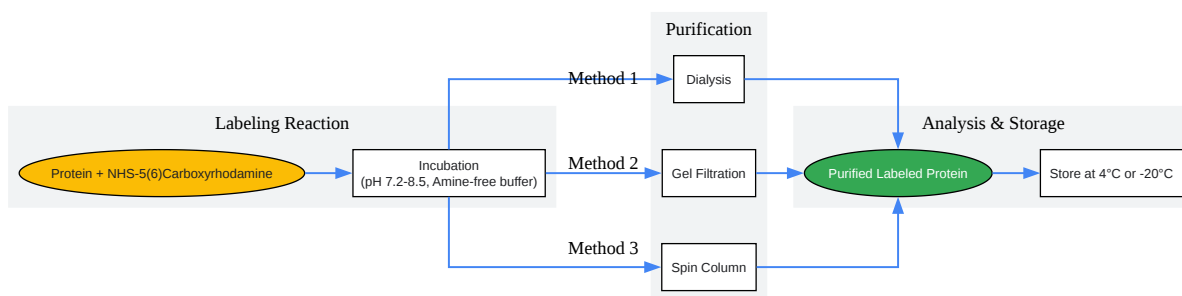 Purification
Method 1
Dialysis
Labeling Reaction
Analysis & Storage
Protein + NHS-5(6)Carboxyrhodamine
Incubation
(pH 7.2-8.5, Amine-free buffer)
Method 2
Gel Filtration
Purified Labeled Protein
Store at 4°C or -20°C
Method 3
Spin Column